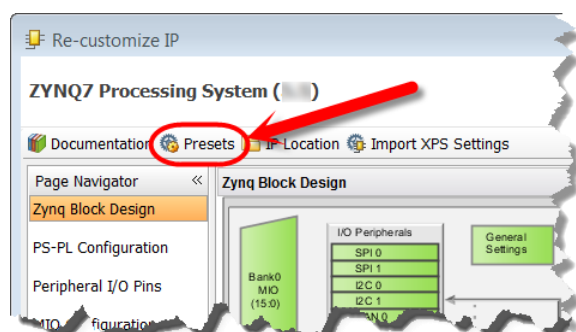 Re-customize IP
ZYNQ7 Processing System ( )
Documentation Presets IP Location Import XPS Settings
Page Navigator « Zynq Block Design
Zynq Block Design
PS-PL Configuration
Peripheral I/O Pins
I/O Peripherals
SPI 0
SPI 1
I2C 0
I2C 1
General
Settings
Bank0
MIO
(15:0)